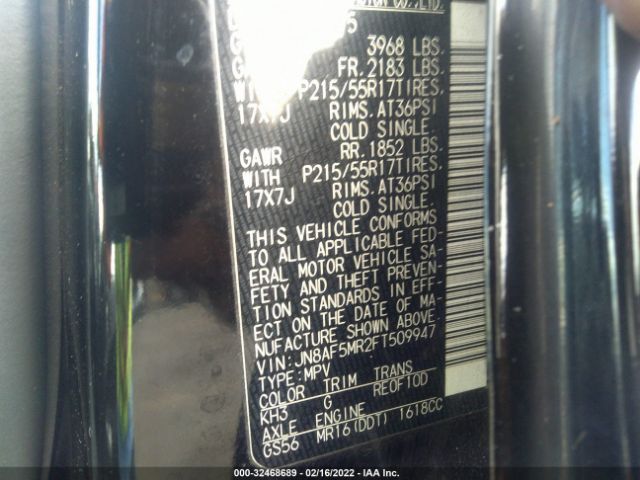 CO.,LTD.
3968 LBS.
FR. 2183 LBS.
P215/55R17TIRES.
17X7J RIMS. AT36PSI
COLD SINGLE.
GAWR RR. 1852 LBS.
WITH P215/55R17TIRES.
17X7J RIMS. AT36PSI
COLD SINGLE.
THIS VEHICLE CONFORMS
TO ALL APPLICABLE FED-
ERAL MOTOR VEHICLE SA-
FETY AND THEFT PREVEN-
TION STANDARDS IN EFF-
ECT ON THE DATE OF MA-
NUFACTURE SHOWN ABOVE.
VIN: JN8AF5MR2FT509947
TYPE: MPV
COLOR TRIM TRANS
KH3 G RE0F10D
AXLE ENGINE
GS56 MR16(DDT) 1618CC
000-32468689 - 02/16/2022 - IAA Inc.